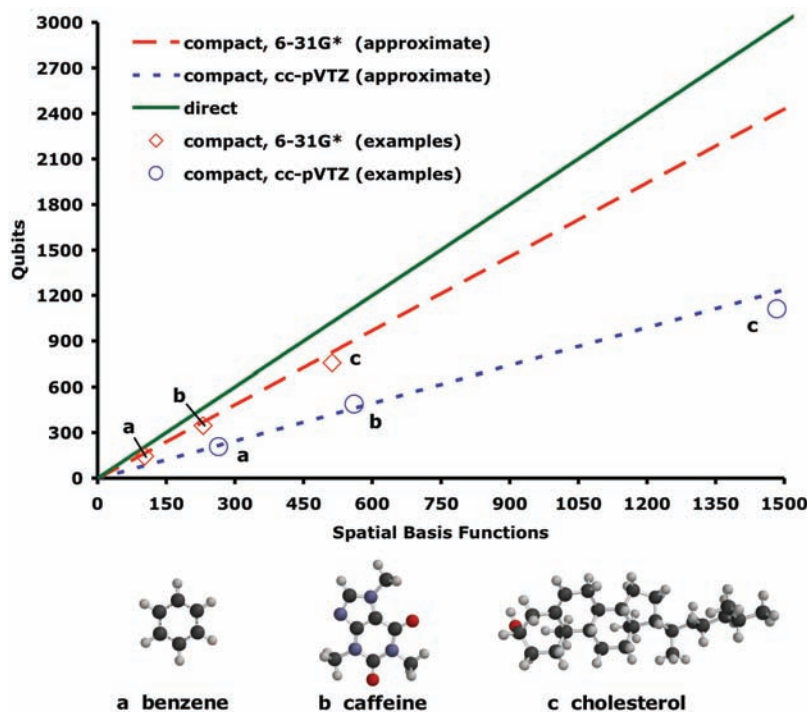 3000
2700
2400
2100
1800
1500
1200
900
600
300
0
Qubits
compact, 6-31G* (approximate)
compact, cc-pVTZ (approximate)
direct
compact, 6-31G* (examples)
compact, cc-pVTZ (examples)
a
b
c
a
b
c
0 150 300 450 600 750 900 1050 1200 1350 1500
Spatial Basis Functions
a benzene
b caffeine
c cholesterol